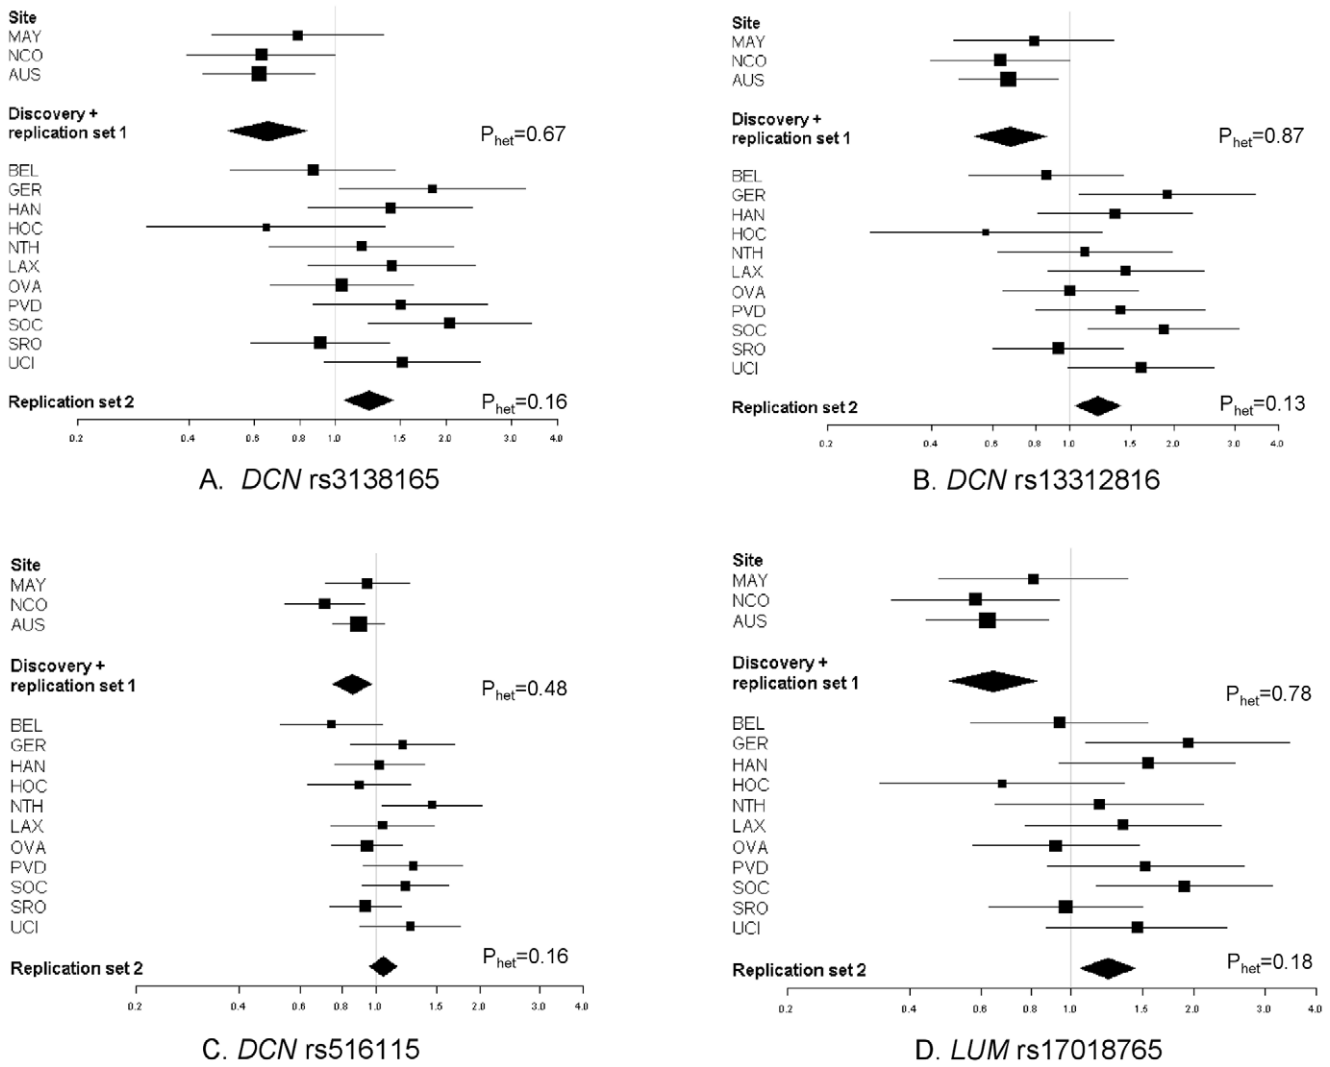 Site
MAY
NCO
AUS
Discovery +
replication set 1
Phet=0.67
BEL
GER
HAN
HOC
NTH
LAX
OVA
PVD
SOC
SRO
UCI
Replication set 2
Phet=0.16
0.2 0.4 0.6 0.8 1.0 1.5 2.0 3.0 4.0
A. DCN rs3138165
Site
MAY
NCO
AUS
Discovery +
replication set 1
Phet=0.87
BEL
GER
HAN
HOC
NTH
LAX
OVA
PVD
SOC
SRO
UCI
Replication set 2
Phet=0.13
0.2 0.4 0.6 0.8 1.0 1.5 2.0 3.0 4.0
B. DCN rs13312816
Site
MAY
NCO
AUS
Discovery +
replication set 1
Phet=0.48
BEL
GER
HAN
HOC
NTH
LAX
OVA
PVD
SOC
SRO
UCI
Replication set 2
Phet=0.16
0.2 0.4 0.6 0.8 1.0 1.5 2.0 3.0 4.0
C. DCN rs516115
Site
MAY
NCO
AUS
Discovery +
replication set 1
Phet=0.78
BEL
GER
HAN
HOC
NTH
LAX
OVA
PVD
SOC
SRO
UCI
Replication set 2
Phet=0.18
0.2 0.4 0.6 0.8 1.0 1.5 2.0 3.0 4.0
D. LUM rs17018765